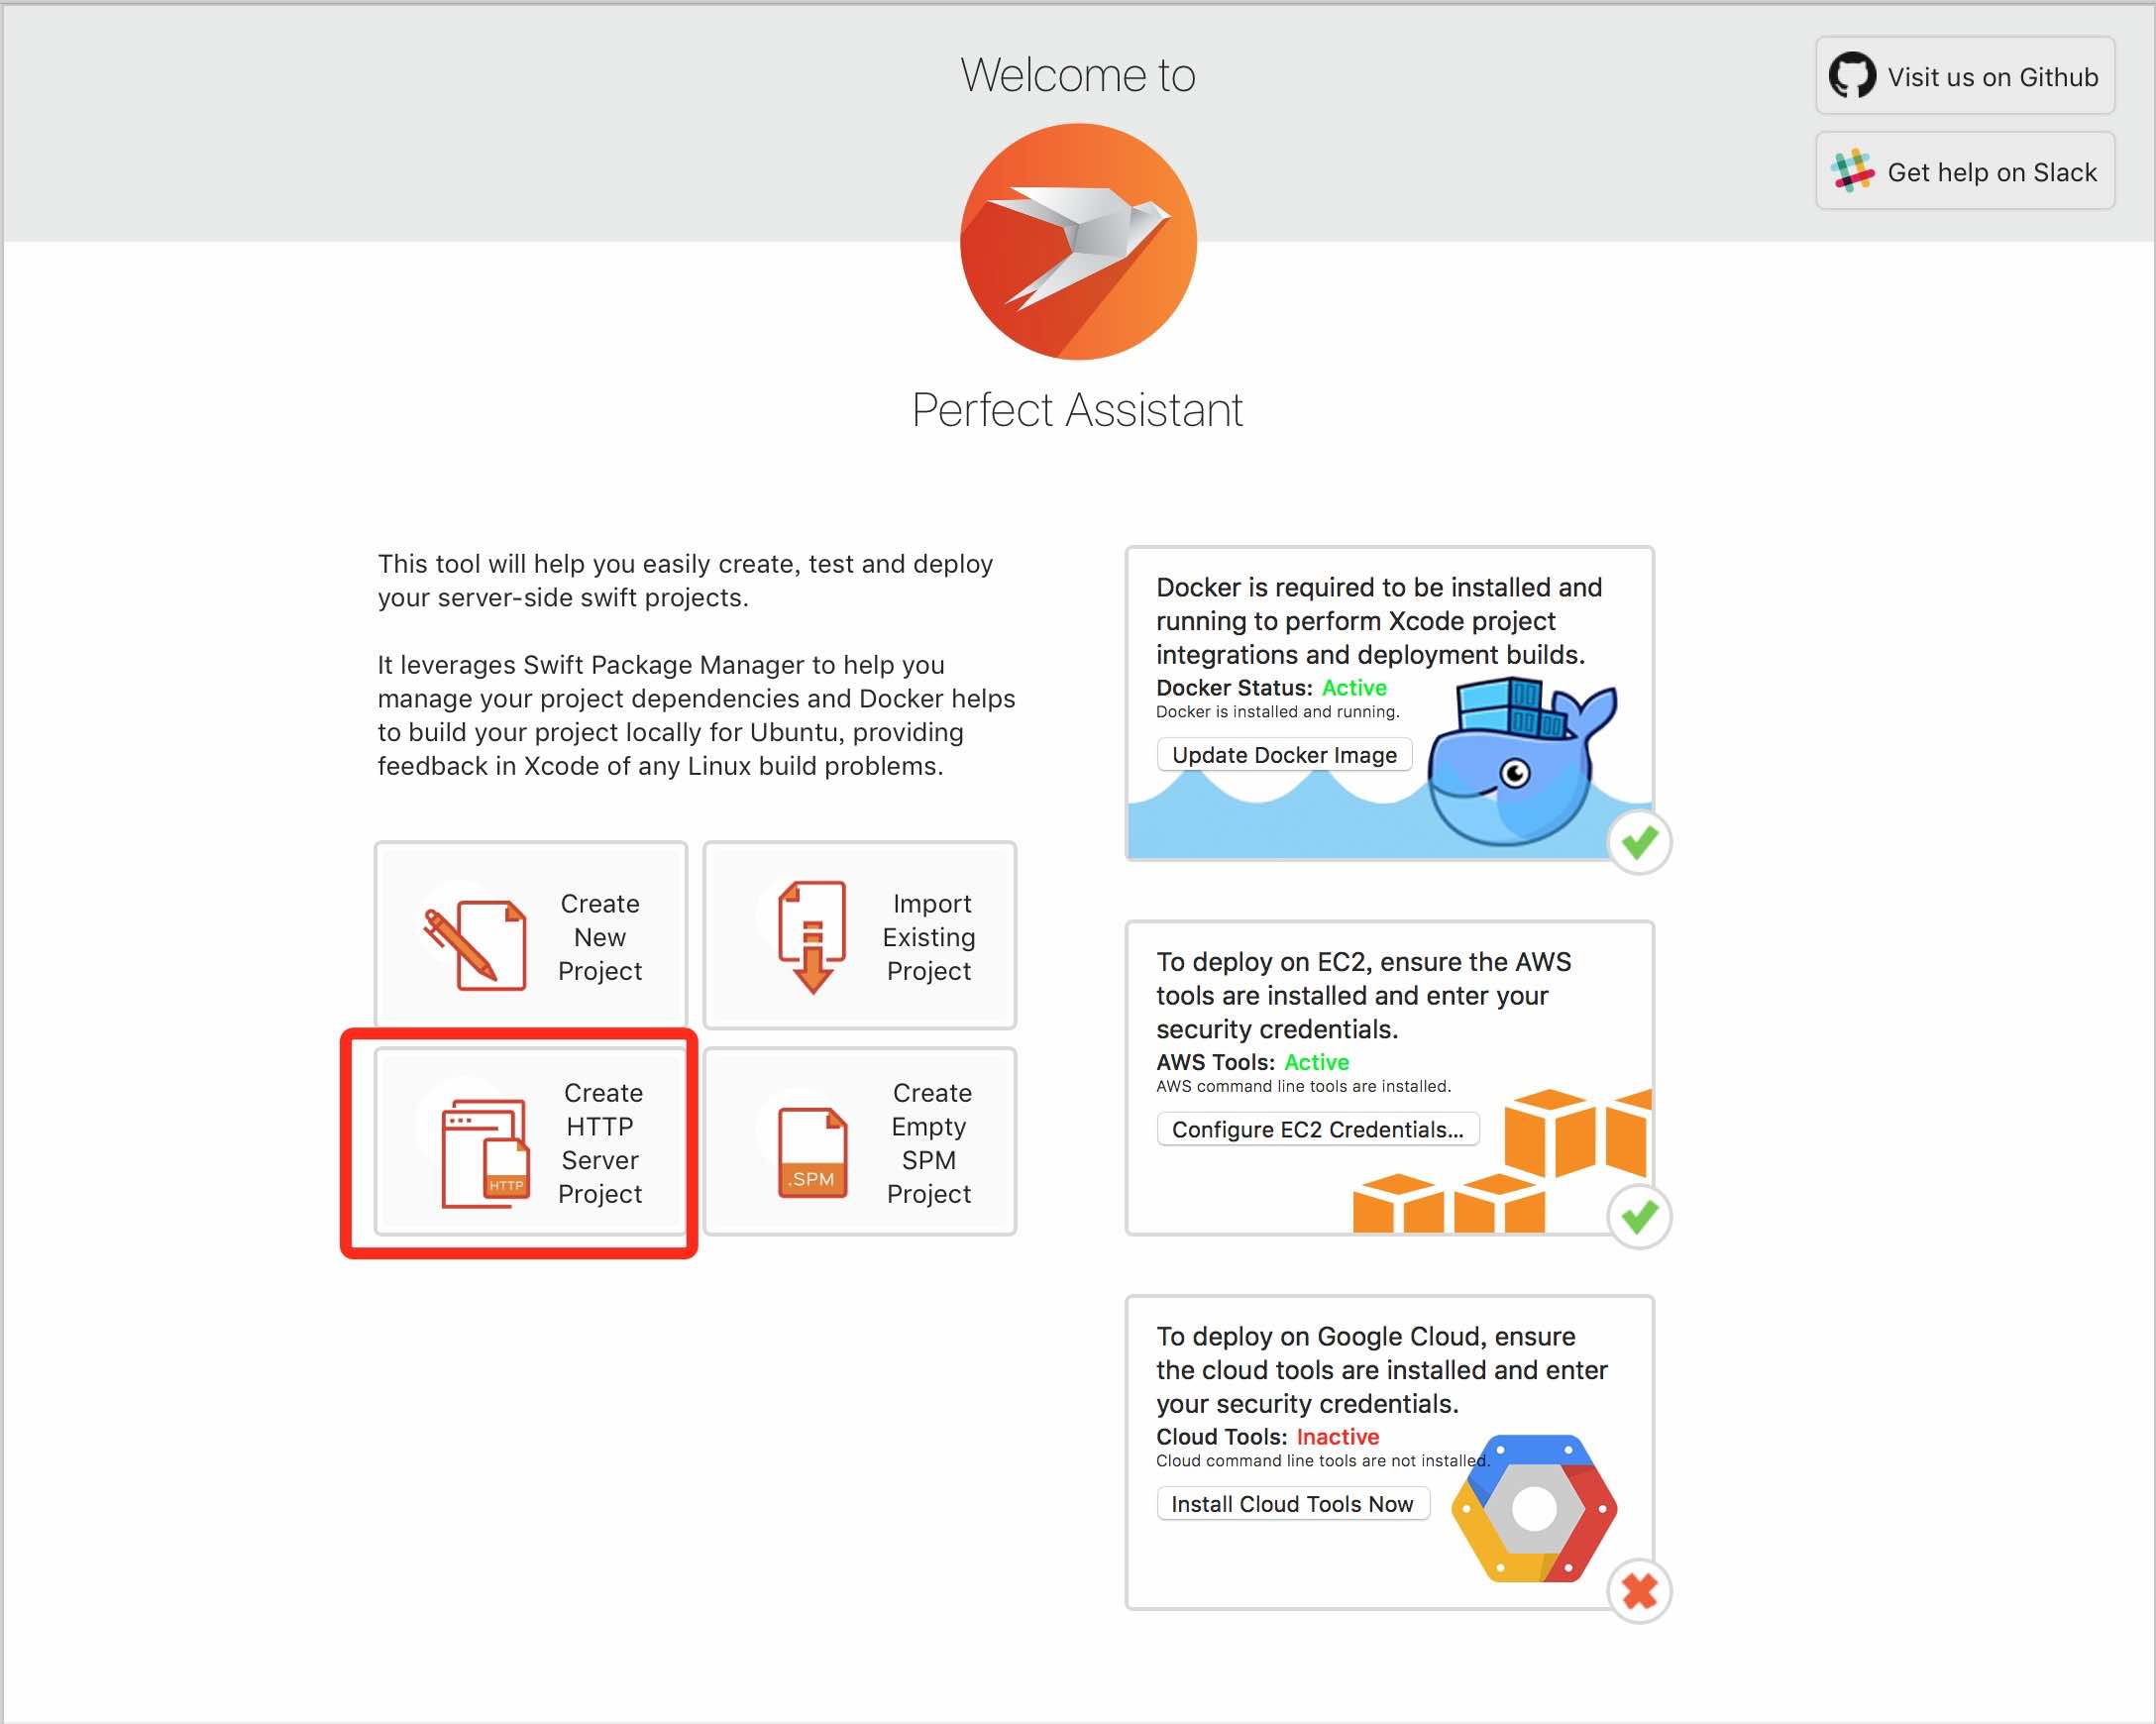 Welcome to
Visit us on Github
Get help on Slack
Perfect Assistant
This tool will help you easily create, test and deploy
your server-side swift projects.
It leverages Swift Package Manager to help you
manage your project dependencies and Docker helps
to build your project locally for Ubuntu, providing
feedback in Xcode of any Linux build problems.
Create
New
Project
Import
Existing
Project
Create
HTTP
Server
Project
HTTP
Create
Empty
SPM
Project
.SPM
Docker is required to be installed and
running to perform Xcode project
integrations and deployment builds.
Docker Status: Active
Docker is installed and running.
Update Docker Image
To deploy on EC2, ensure the AWS
tools are installed and enter your
security credentials.
AWS Tools: Active
AWS command line tools are installed.
Configure EC2 Credentials...
To deploy on Google Cloud, ensure
the cloud tools are installed and enter
your security credentials.
Cloud Tools: Inactive
Cloud command line tools are not installed.
Install Cloud Tools Now